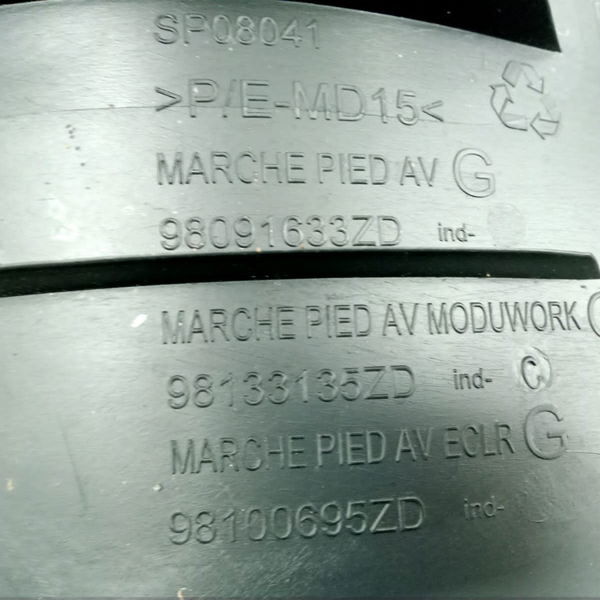 SP08041
>P/E-MD15<
MARCHE PIED AV G
98091633ZD ind-
MARCHE PIED AV MODUWORK G
98133135ZD ind- C
MARCHE PIED AV ECLR G
98100695ZD ind-